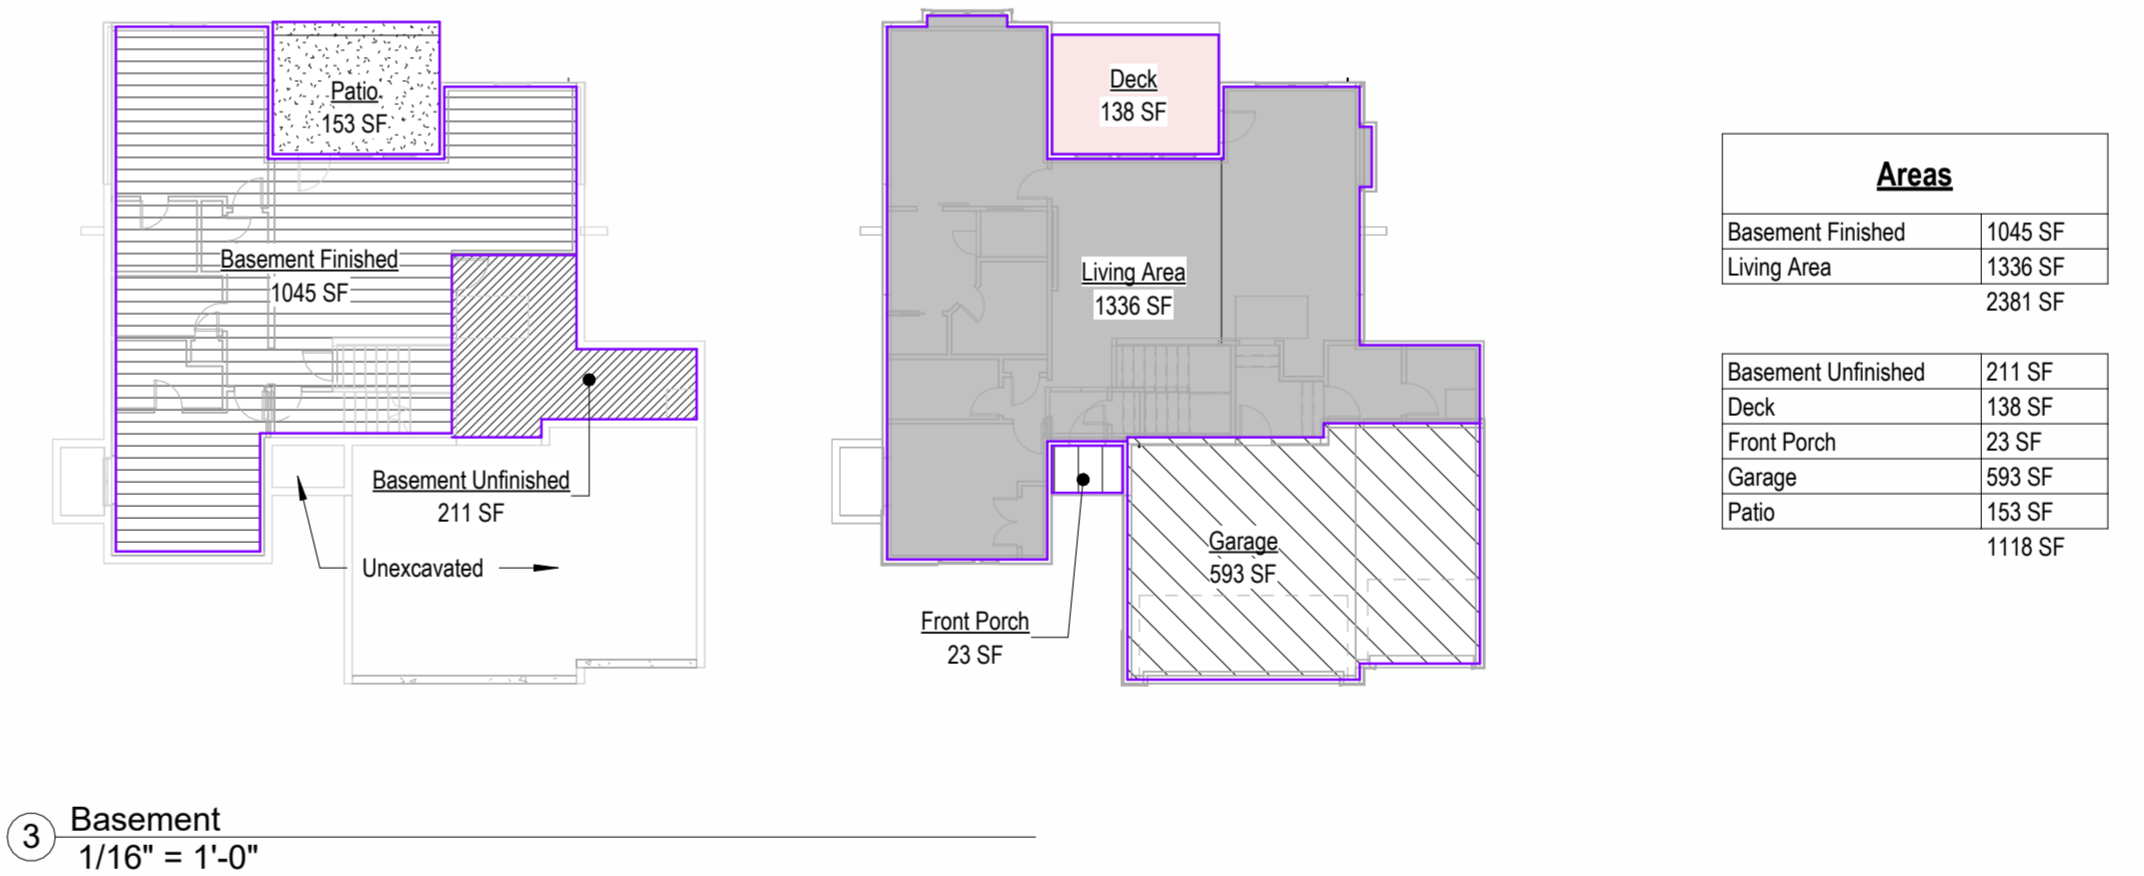 Patio
153 SF
Basement Finished
1045 SF
Basement Unfinished
211 SF
Unexcavated
Deck
138 SF
Living Area
1336 SF
Garage
593 SF
Front Porch
23 SF
Areas
Basement Finished 1045 SF
Living Area 1336 SF
2381 SF
Basement Unfinished 211 SF
Deck 138 SF
Front Porch 23 SF
Garage 593 SF
Patio 153 SF
1118 SF
3 Basement
1/16" = 1'-0"